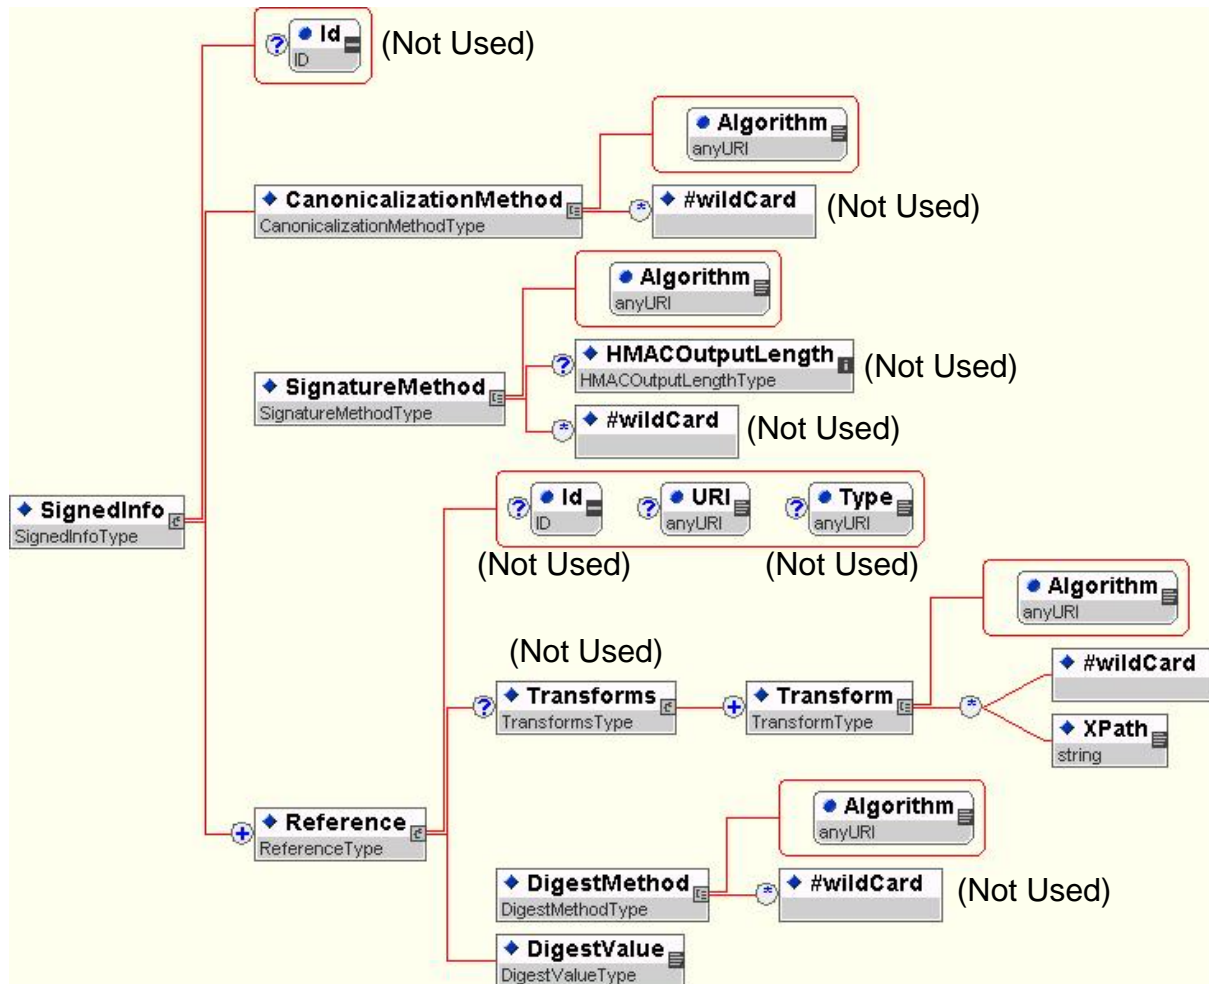 Id
ID
(Not Used)
Algorithm
anyURI
CanonicalizationMethod
CanonicalizationMethodType
#wildCard
(Not Used)
Algorithm
anyURI
HMACOutputLength
HMACOutputLengthType
(Not Used)
SignatureMethod
SignatureMethodType
#wildCard
(Not Used)
SignedInfo
SignedInfoType
Id
ID
URI
anyURI
Type
anyURI
(Not Used)
(Not Used)
Algorithm
anyURI
(Not Used)
Transforms
TransformsType
Transform
TransformType
#wildCard
XPath
string
Reference
ReferenceType
Algorithm
anyURI
DigestMethod
DigestMethodType
#wildCard
(Not Used)
DigestValue
DigestValueType